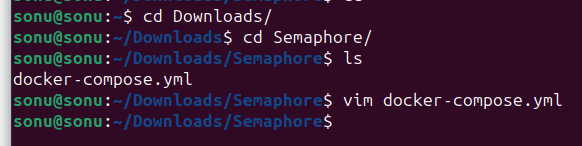 sonu@sonu:~$ cd Downloads/
sonu@sonu:~/Downloads$ cd Semaphore/
sonu@sonu:~/Downloads/Semaphore$ ls
docker-compose.yml
sonu@sonu:~/Downloads/Semaphore$ vim docker-compose.yml
sonu@sonu:~/Downloads/Semaphore$